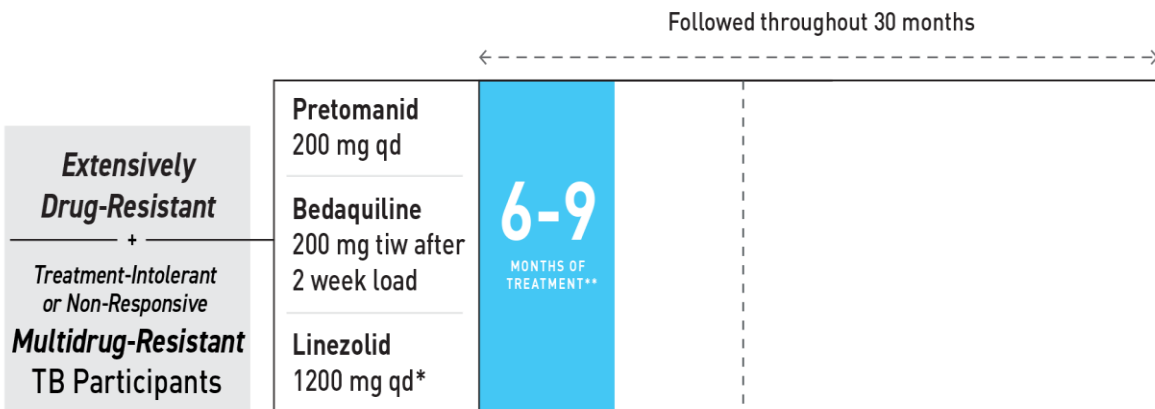 Followed throughout 30 months
Extensively
Drug-Resistant
+
Treatment-Intolerant
or Non-Responsive
Multidrug-Resistant
TB Participants
Pretomanid
200 mg qd
Bedaquiline
200 mg tiw after
2 week load
Linezolid
1200 mg qd*
6-9
MONTHS OF
TREATMENT**